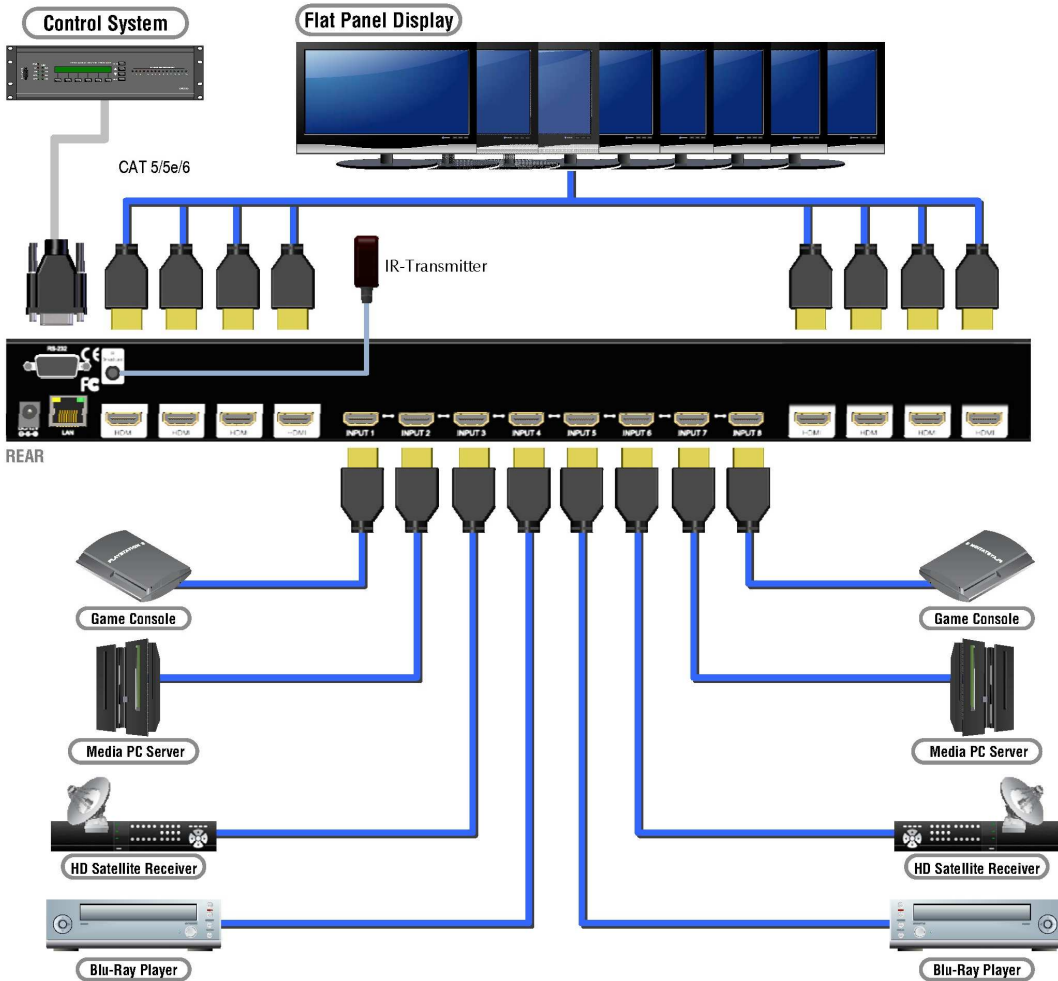 Control System
Flat Panel Display
CAT 5/5e/6
IR-Transmitter
RS-232
CE
FC
LAN
HDMI
HDMI
HDMI
HDMI
INPUT 1
INPUT 2
INPUT 3
INPUT 4
INPUT 5
INPUT 6
INPUT 7
INPUT 8
HDMI
HDMI
HDMI
HDMI
REAR
PLAYSTATION 3
Game Console
Game Console
Media PC Server
Media PC Server
HD Satellite Receiver
HD Satellite Receiver
Blu-Ray Player
Blu-Ray Player